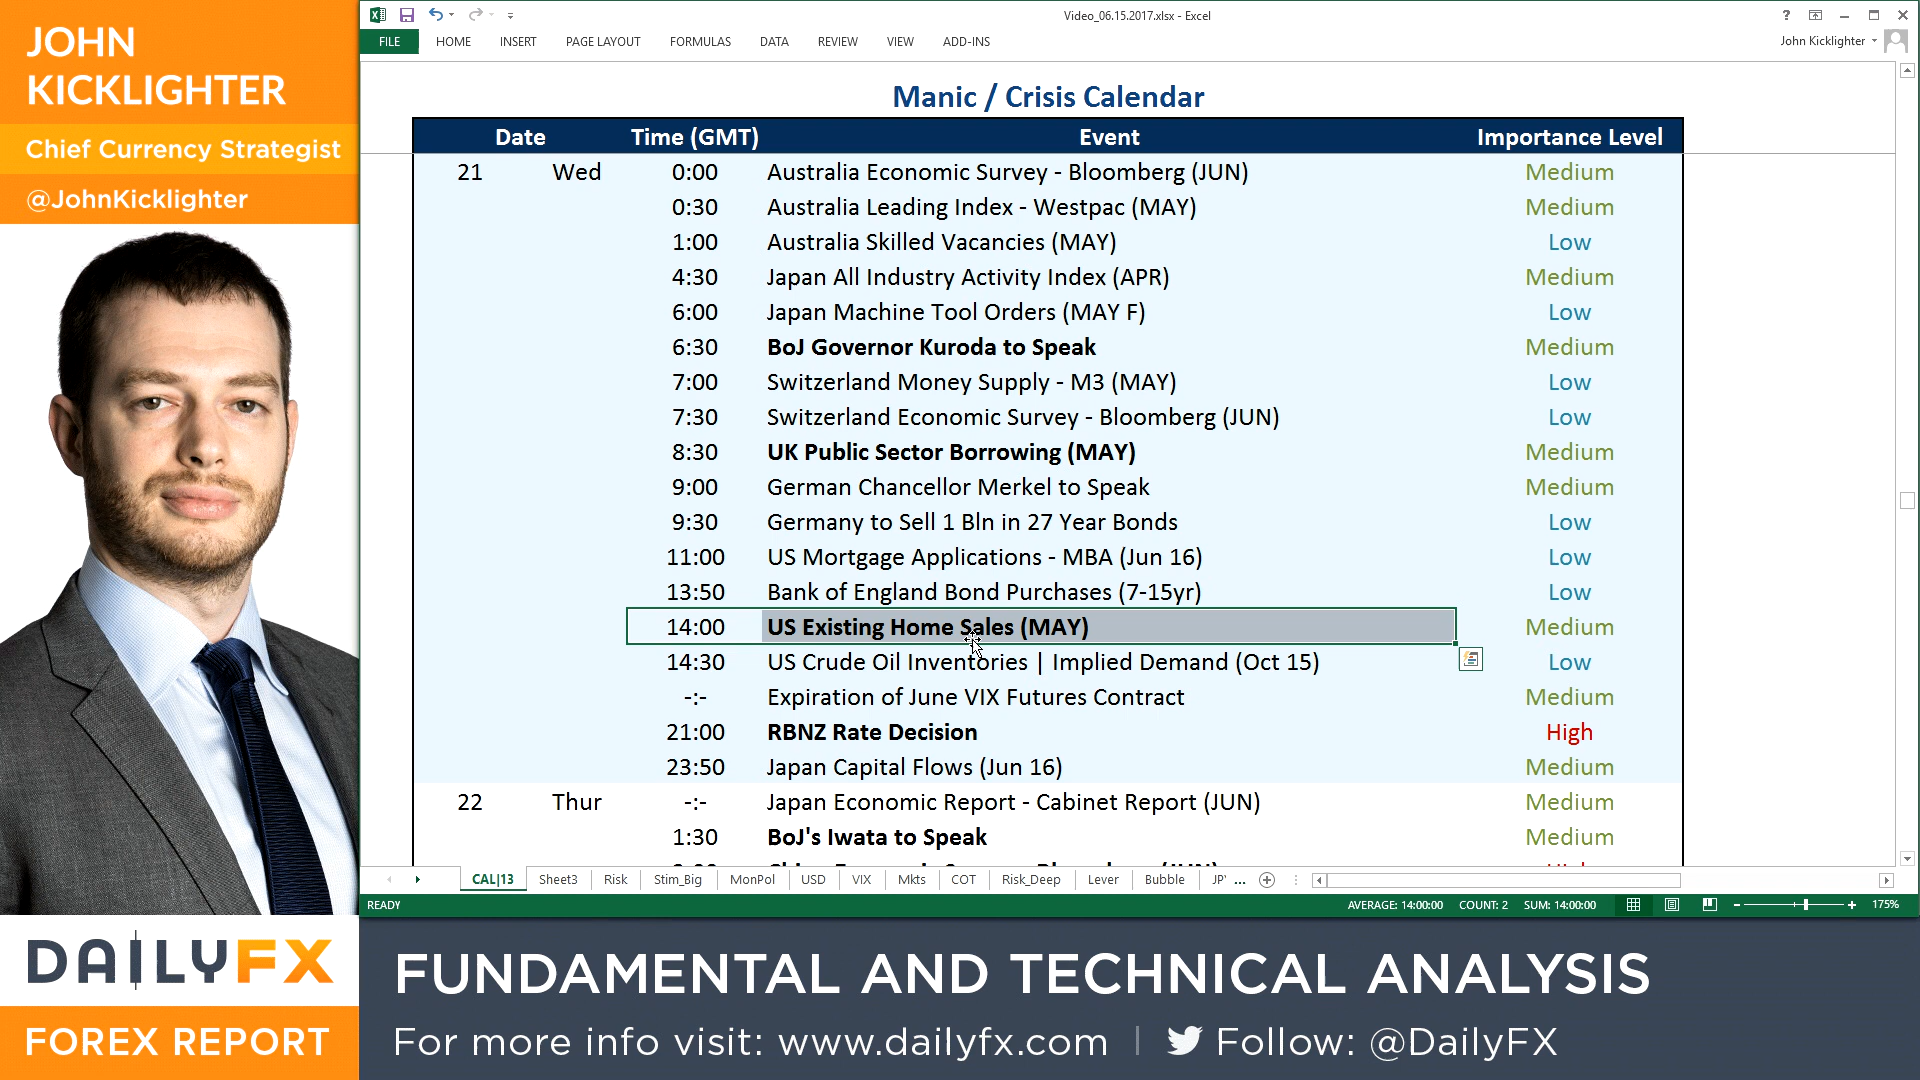 JOHN
KICKLIGHTER
Chief Currency Strategist
@JohnKicklighter
Video_06.15.2017.xlsx - Excel
FILE HOME INSERT PAGE LAYOUT FORMULAS DATA REVIEW VIEW ADD-INS
John Kicklighter
Manic / Crisis Calendar
Date Time (GMT) Event Importance Level
21 Wed 0:00 Australia Economic Survey - Bloomberg (JUN) Medium
0:30 Australia Leading Index - Westpac (MAY) Medium
1:00 Australia Skilled Vacancies (MAY) Low
4:30 Japan All Industry Activity Index (APR) Medium
6:00 Japan Machine Tool Orders (MAY F) Low
6:30 BoJ Governor Kuroda to Speak Medium
7:00 Switzerland Money Supply - M3 (MAY) Low
7:30 Switzerland Economic Survey - Bloomberg (JUN) Low
8:30 UK Public Sector Borrowing (MAY) Medium
9:00 German Chancellor Merkel to Speak Medium
9:30 Germany to Sell 1 Bln in 27 Year Bonds Low
11:00 US Mortgage Applications - MBA (Jun 16) Low
13:50 Bank of England Bond Purchases (7-15yr) Low
14:00 US Existing Home Sales (MAY) Medium
14:30 US Crude Oil Inventories | Implied Demand (Oct 15) Low
-:- Expiration of June VIX Futures Contract Medium
21:00 RBNZ Rate Decision High
23:50 Japan Capital Flows (Jun 16) Medium
22 Thur -:- Japan Economic Report - Cabinet Report (JUN) Medium
1:30 BoJ's Iwata to Speak Medium
CAL|13 Sheet3 Risk Stim_Big MonPol USD VIX Mkts COT Risk_Deep Lever Bubble JP' ...
READY AVERAGE: 14:00:00 COUNT: 2 SUM: 14:00:00 175%
DAILYFX
FOREX REPORT
FUNDAMENTAL AND TECHNICAL ANALYSIS
For more info visit: www.dailyfx.com | Follow: @DailyFX